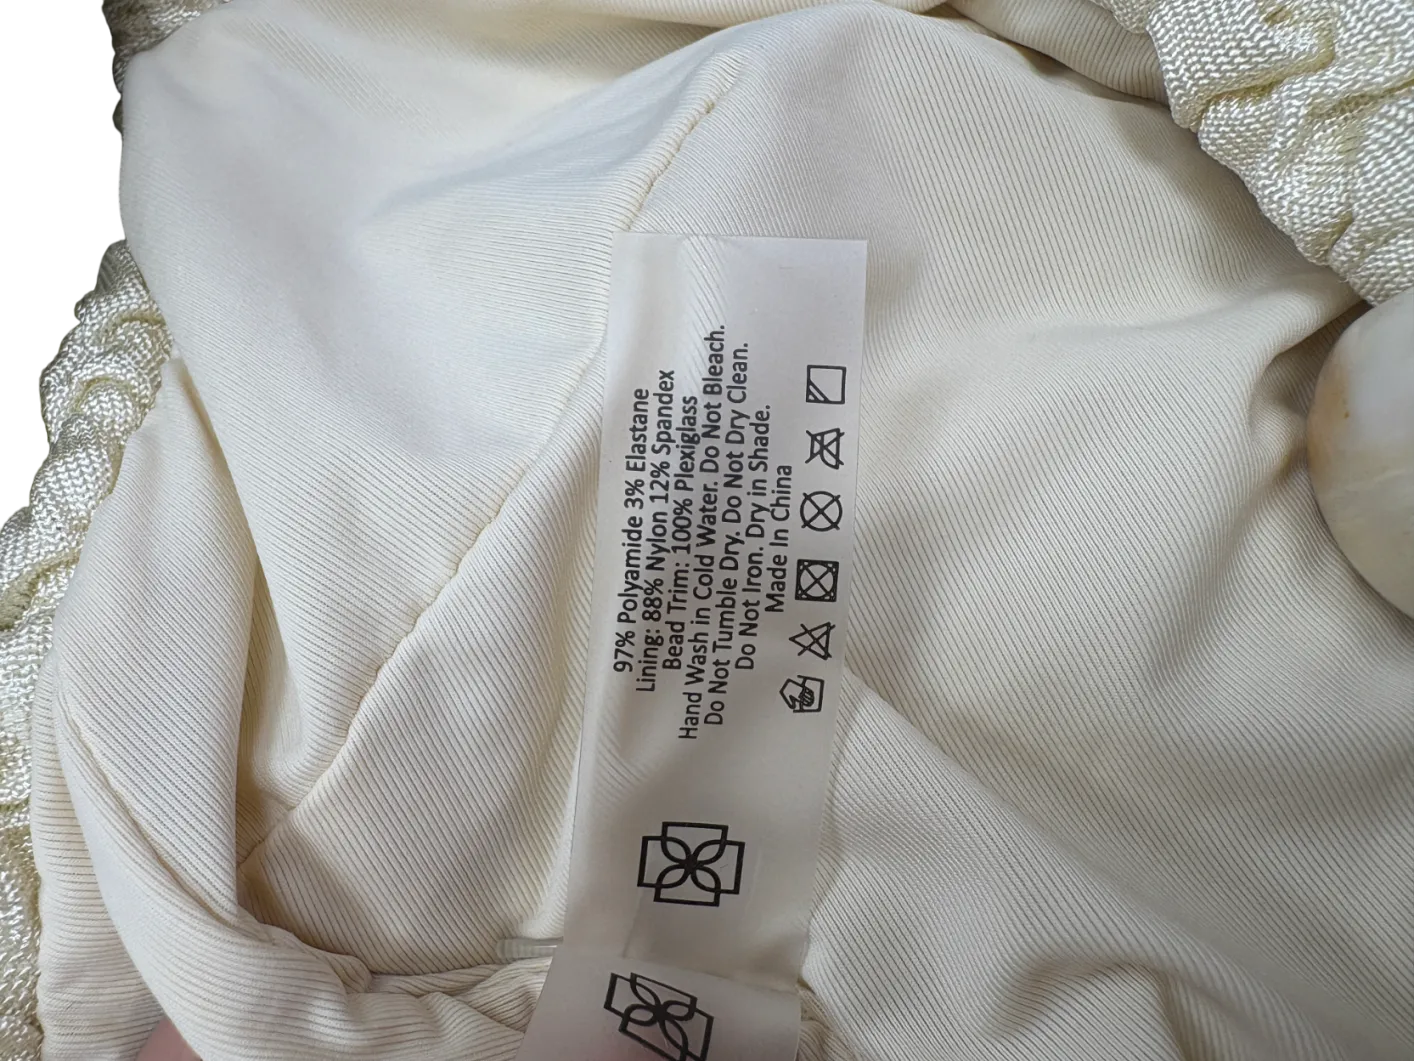 97% Polyamide 3% Elastane
Lining: 88% Nylon 12% Spandex
Bead Trim: 100% Plexiglass
Hand Wash in Cold Water. Do Not Bleach.
Do Not Tumble Dry. Do Not Dry Clean.
Do Not Iron. Dry in Shade.
Made In China